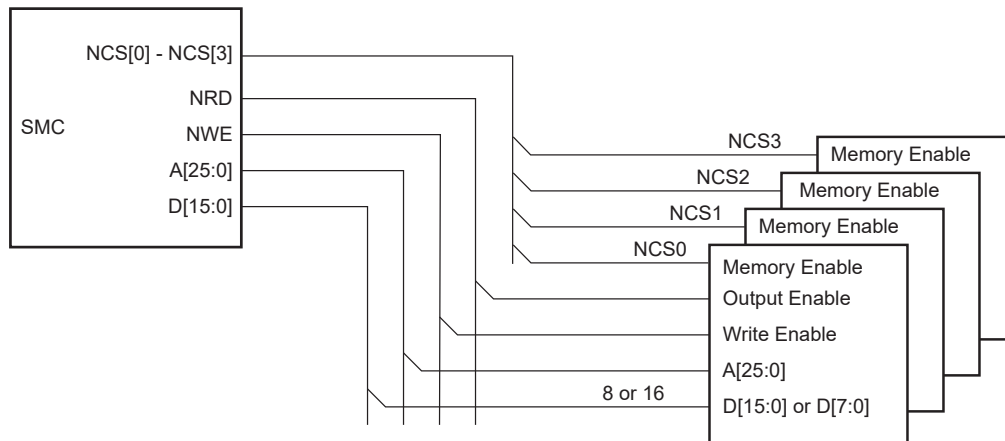 NCS[0] - NCS[3]
NRD
SMC
NWE
A[25:0]
D[15:0]
NCS3
Memory Enable
NCS2
Memory Enable
NCS1
Memory Enable
NCS0
Memory Enable
Output Enable
Write Enable
A[25:0]
8 or 16
D[15:0] or D[7:0]